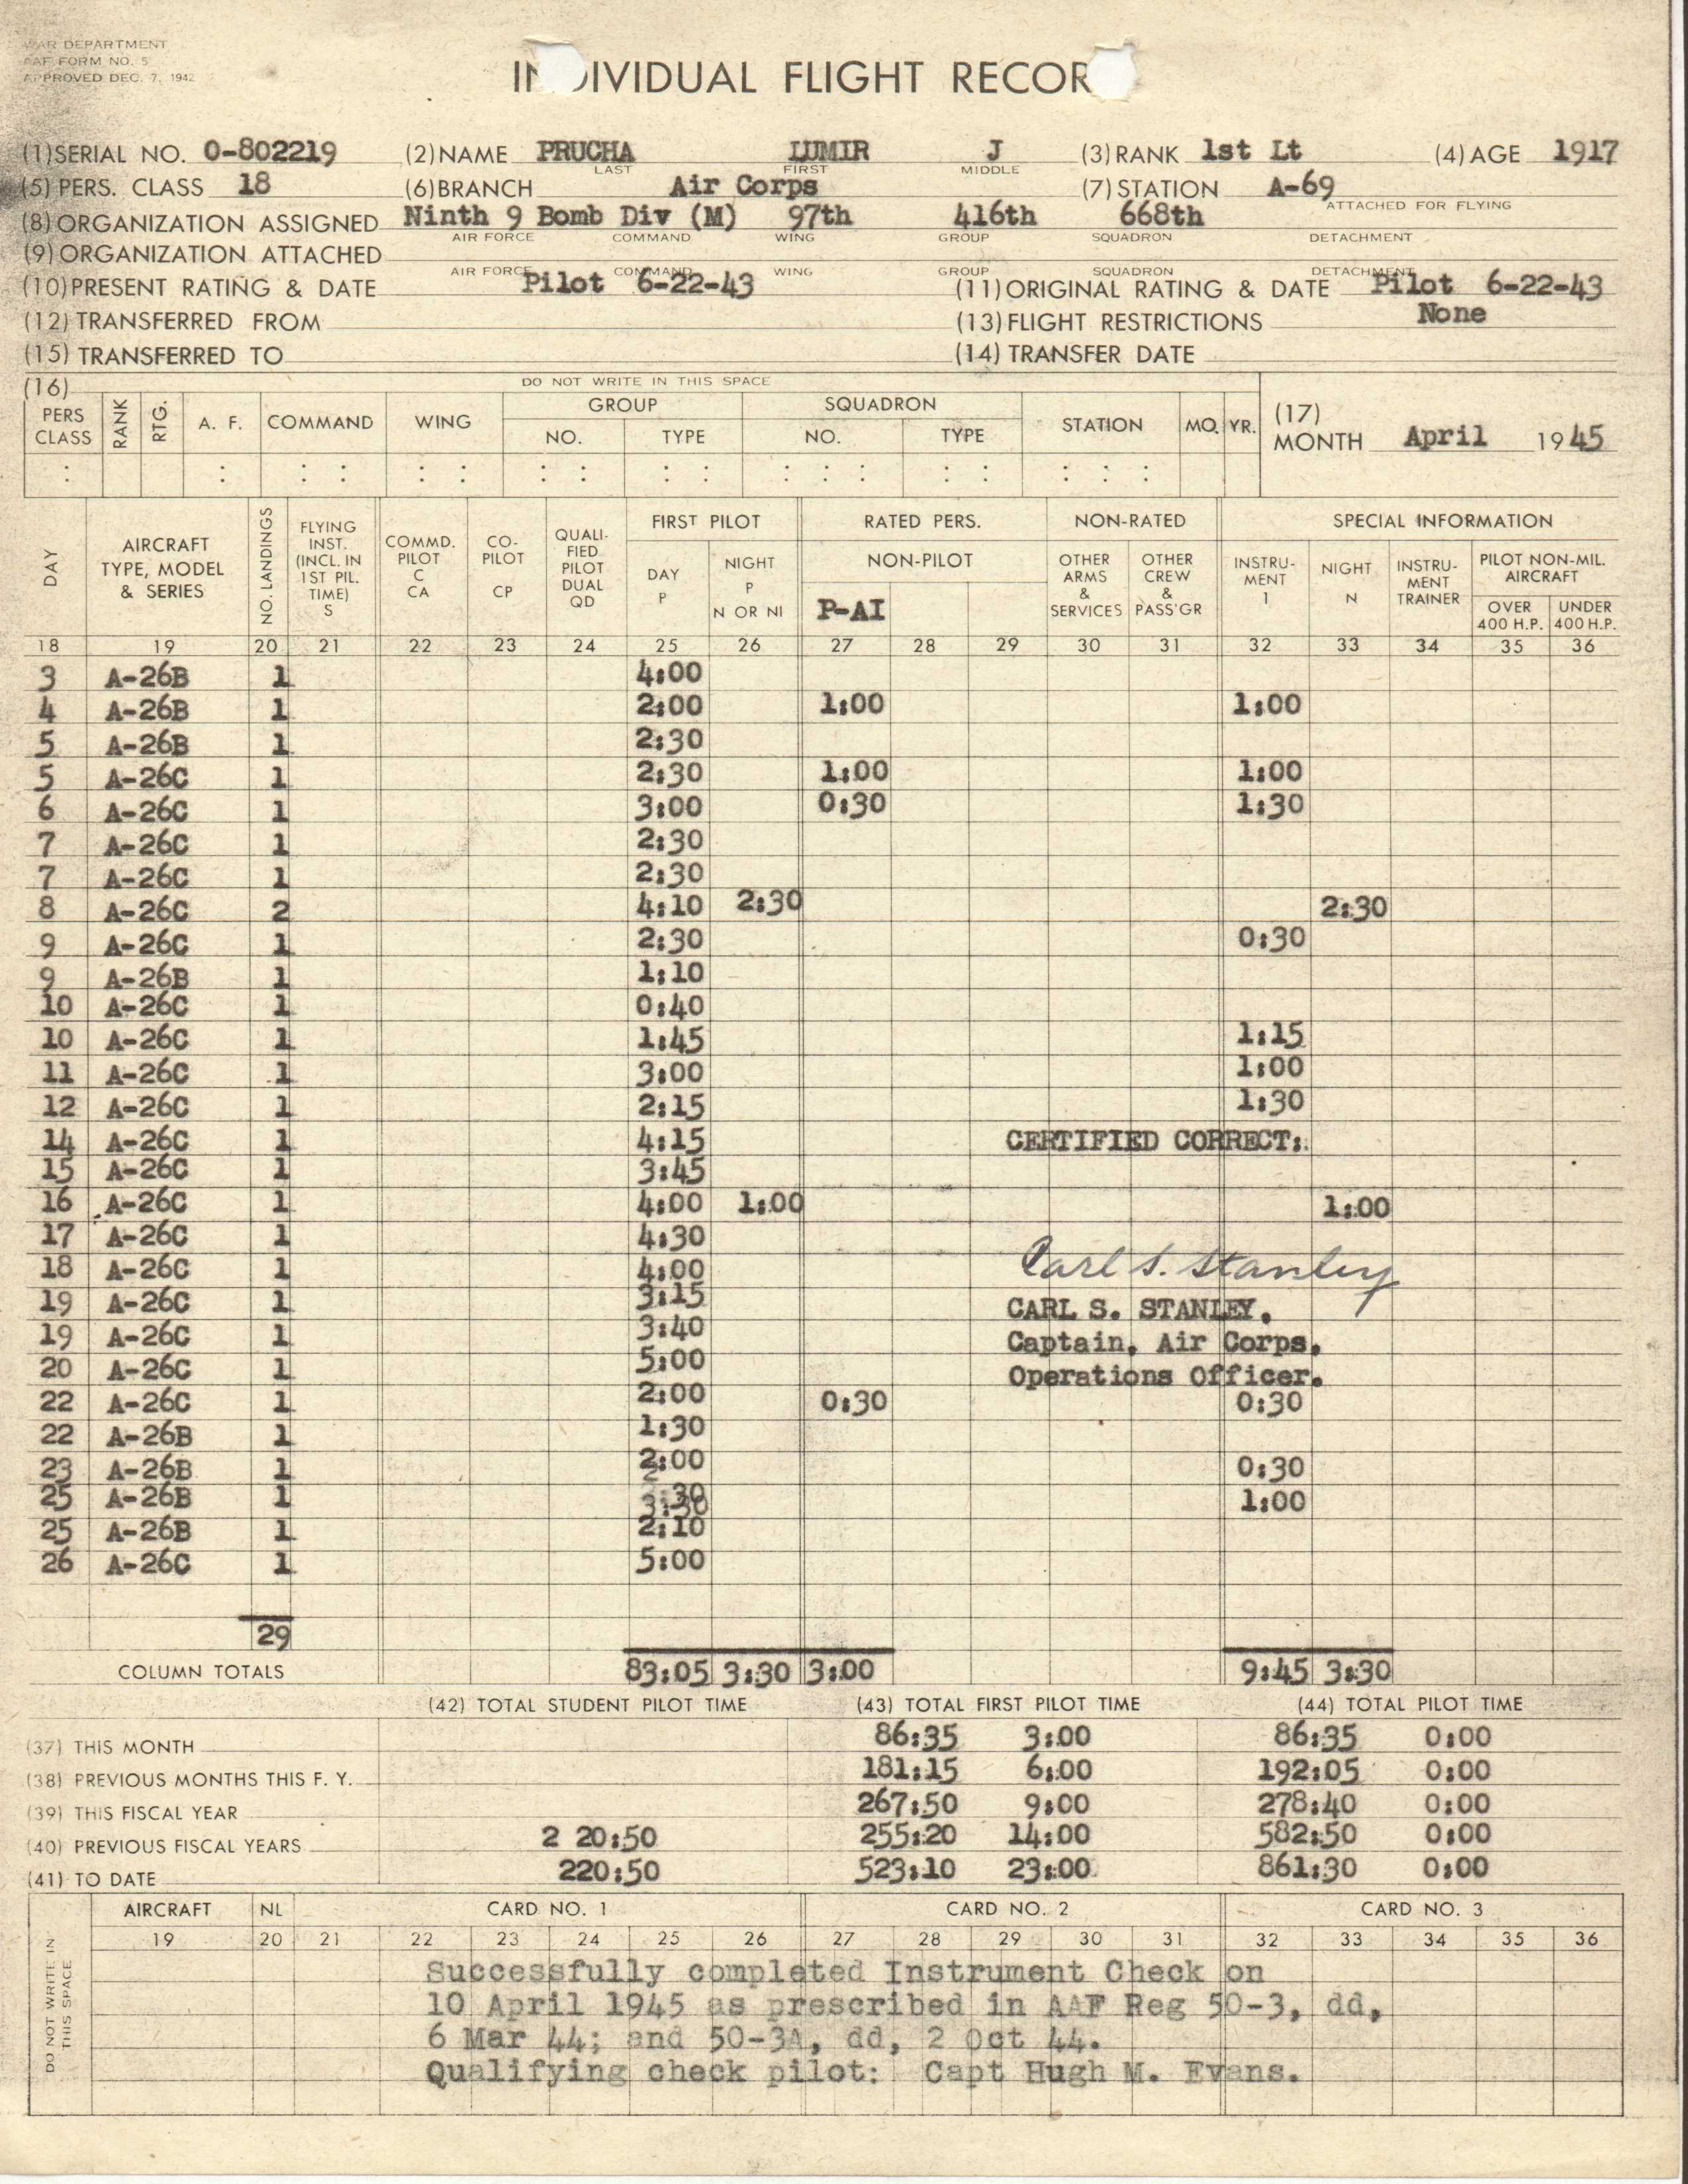 WAR DEPARTMENT
AAF FORM NO. 5
APPROVED DEC. 7, 1942
INDIVIDUAL FLIGHT RECORD
(1) SERIAL NO. O-802219 (2) NAME PRUCHA LUMIR J (3) RANK 1st Lt (4) AGE 1917
LAST FIRST MIDDLE
(5) PERS. CLASS 18 (6) BRANCH Air Corps (7) STATION A-69
ATTACHED FOR FLYING
(8) ORGANIZATION ASSIGNED Ninth 9 Bomb Div (M) 97th 416th 668th
AIR FORCE COMMAND WING GROUP SQUADRON DETACHMENT
(9) ORGANIZATION ATTACHED
AIR FORCE COMMAND WING GROUP SQUADRON DETACHMENT
(10) PRESENT RATING & DATE Pilot 6-22-43 (11) ORIGINAL RATING & DATE Pilot 6-22-43
(12) TRANSFERRED FROM (13) FLIGHT RESTRICTIONS None
(15) TRANSFERRED TO (14) TRANSFER DATE
(16) DO NOT WRITE IN THIS SPACE
PERS CLASS RANK RTG. A. F. COMMAND WING GROUP NO. TYPE SQUADRON NO. TYPE STATION MO. YR. (17) MONTH April 1945
DAY AIRCRAFT TYPE, MODEL & SERIES NO. LANDINGS FLYING INST. (INCL. IN 1ST PIL. TIME) S COMMD. PILOT C CA CO-PILOT CP QUALI-FIED PILOT DUAL QD FIRST PILOT DAY P NIGHT P N OR NI RATED PERS. NON-PILOT P-AI NON-RATED OTHER ARMS & SERVICES OTHER CREW & PASS'GR SPECIAL INFORMATION INSTRU-MENT 1 NIGHT N INSTRU-MENT TRAINER PILOT NON-MIL. AIRCRAFT OVER 400 H.P. UNDER 400 H.P.
18 19 20 21 22 23 24 25 26 27 28 29 30 31 32 33 34 35 36
3 A-26B 1 4:00
4 A-26B 1 2:00 1:00 1:00
5 A-26B 1 2:30
5 A-26C 1 2:30 1:00 1:00
6 A-26C 1 3:00 0:30 1:30
7 A-26C 1 2:30
7 A-26C 1 2:30
8 A-26C 2 4:10 2:30 2:30
9 A-26C 1 2:30 0:30
9 A-26B 1 1:10
10 A-26C 1 0:40
10 A-26C 1 1:45 1:15
11 A-26C 1 3:00 1:00
12 A-26C 1 2:15 1:30
14 A-26C 1 4:15 CERTIFIED CORRECT:
15 A-26C 1 3:45
16 A-26C 1 4:00 1:00 1:00
17 A-26C 1 4:30
18 A-26C 1 4:00 Carl S. Stanley
19 A-26C 1 3:15 CARL S. STANLEY.
19 A-26C 1 3:40 Captain, Air Corps,
20 A-26C 1 5:00 Operations Officer.
22 A-26C 1 2:00 0:30 0:30
22 A-26B 1 1:30
23 A-26B 1 2:00 0:30
25 A-26B 1 1:00
25 A-26B 1 2:10
26 A-26C 1 5:00
29
COLUMN TOTALS 83:05 3:30 3:00 9:45 3:30
(42) TOTAL STUDENT PILOT TIME (43) TOTAL FIRST PILOT TIME (44) TOTAL PILOT TIME
(37) THIS MONTH 86:35 3:00 86:35 0:00
(38) PREVIOUS MONTHS THIS F. Y. 181:15 6:00 192:05 0:00
(39) THIS FISCAL YEAR 267:50 9:00 278:40 0:00
(40) PREVIOUS FISCAL YEARS 2 20:50 255:20 14:00 582:50 0:00
(41) TO DATE 220:50 523:10 23:00 861:30 0:00
DO NOT WRITE IN THIS SPACE AIRCRAFT NL CARD NO. 1 CARD NO. 2 CARD NO. 3
19 20 21 22 23 24 25 26 27 28 29 30 31 32 33 34 35 36
Successfully completed Instrument Check on
10 April 1945 as prescribed in AAF Reg 50-3, dd,
6 Mar 44; and 50-3A, dd, 2 Oct 44.
Qualifying check pilot: Capt Hugh M. Evans.